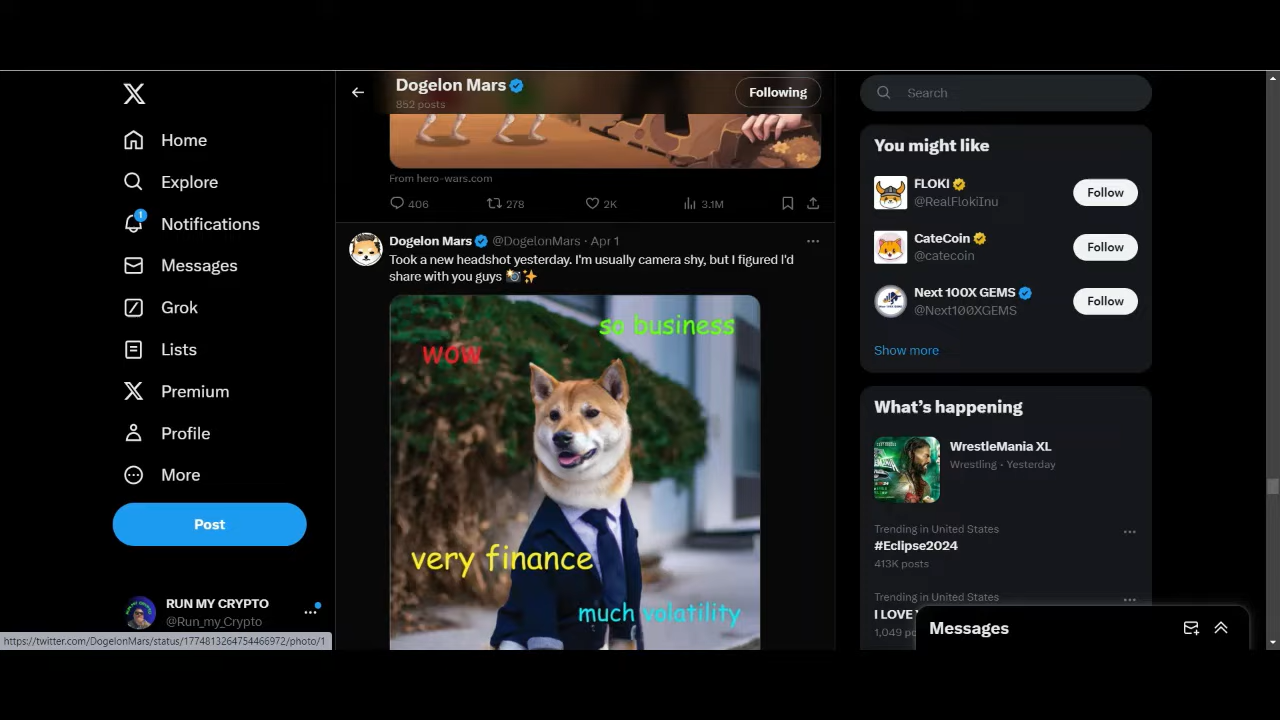 Home
Explore
1
Notifications
Messages
Grok
Lists
Premium
Profile
More
Post
RUN MY CRYPTO
@Run_my_Crypto
https://twitter.com/DogelonMars/status/1774813264754466972/photo/1
Dogelon Mars
852 posts
Following
From hero-wars.com
406 278 2K 3.1M
Dogelon Mars @DogelonMars · Apr 1
Took a new headshot yesterday. I'm usually camera shy, but I figured I'd
share with you guys
so business
wow
very finance
much volatility
Search
You might like
FLOKI
@RealFlokiInu
Follow
CateCoin
@catecoin
Follow
Next 100X GEMS
@Next100XGEMS
Follow
Show more
What's happening
WrestleMania XL
Wrestling · Yesterday
Trending in United States
#Eclipse2024
413K posts
Trending in United States
I LOVE
1,049
Messages